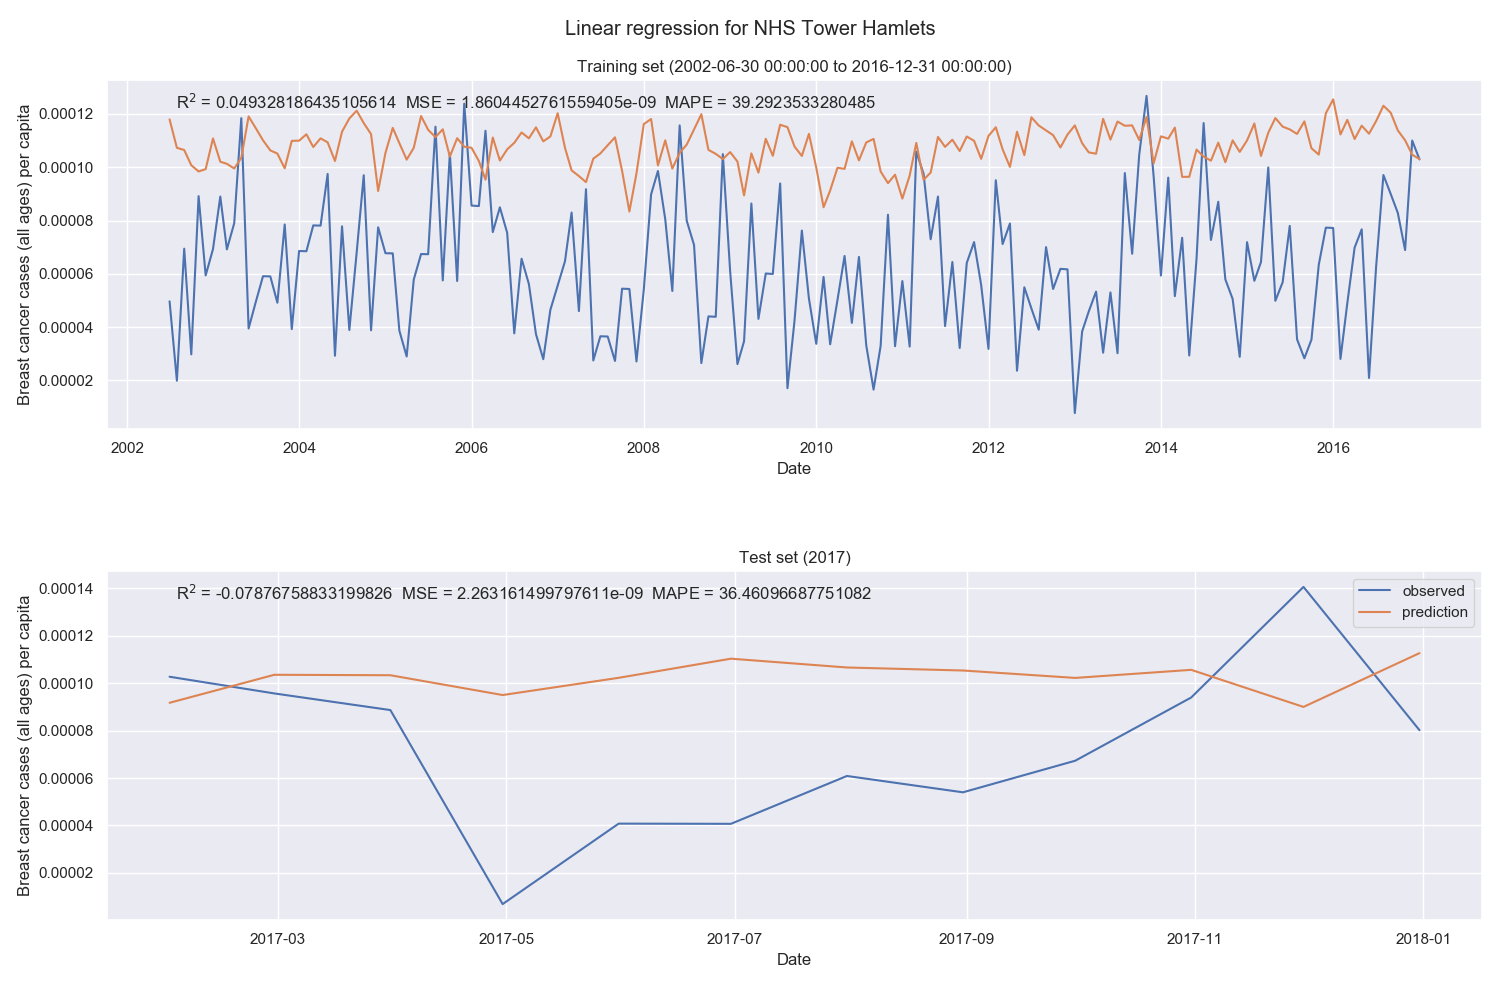 Linear regression for NHS Tower Hamlets
Training set (2002-06-30 00:00:00 to 2016-12-31 00:00:00)
R² = 0.049328186435105614 MSE = 1.8604452761559405e-09 MAPE = 39.2923533280485
Breast cancer cases (all ages) per capita
0.00012
0.00010
0.00008
0.00006
0.00004
0.00002
2002 2004 2006 2008 2010 2012 2014 2016
Date
Test set (2017)
R² = -0.07876758833199826 MSE = 2.263161499797611e-09 MAPE = 36.46096687751082
observed
prediction
Breast cancer cases (all ages) per capita
0.00014
0.00012
0.00010
0.00008
0.00006
0.00004
0.00002
2017-03 2017-05 2017-07 2017-09 2017-11 2018-01
Date